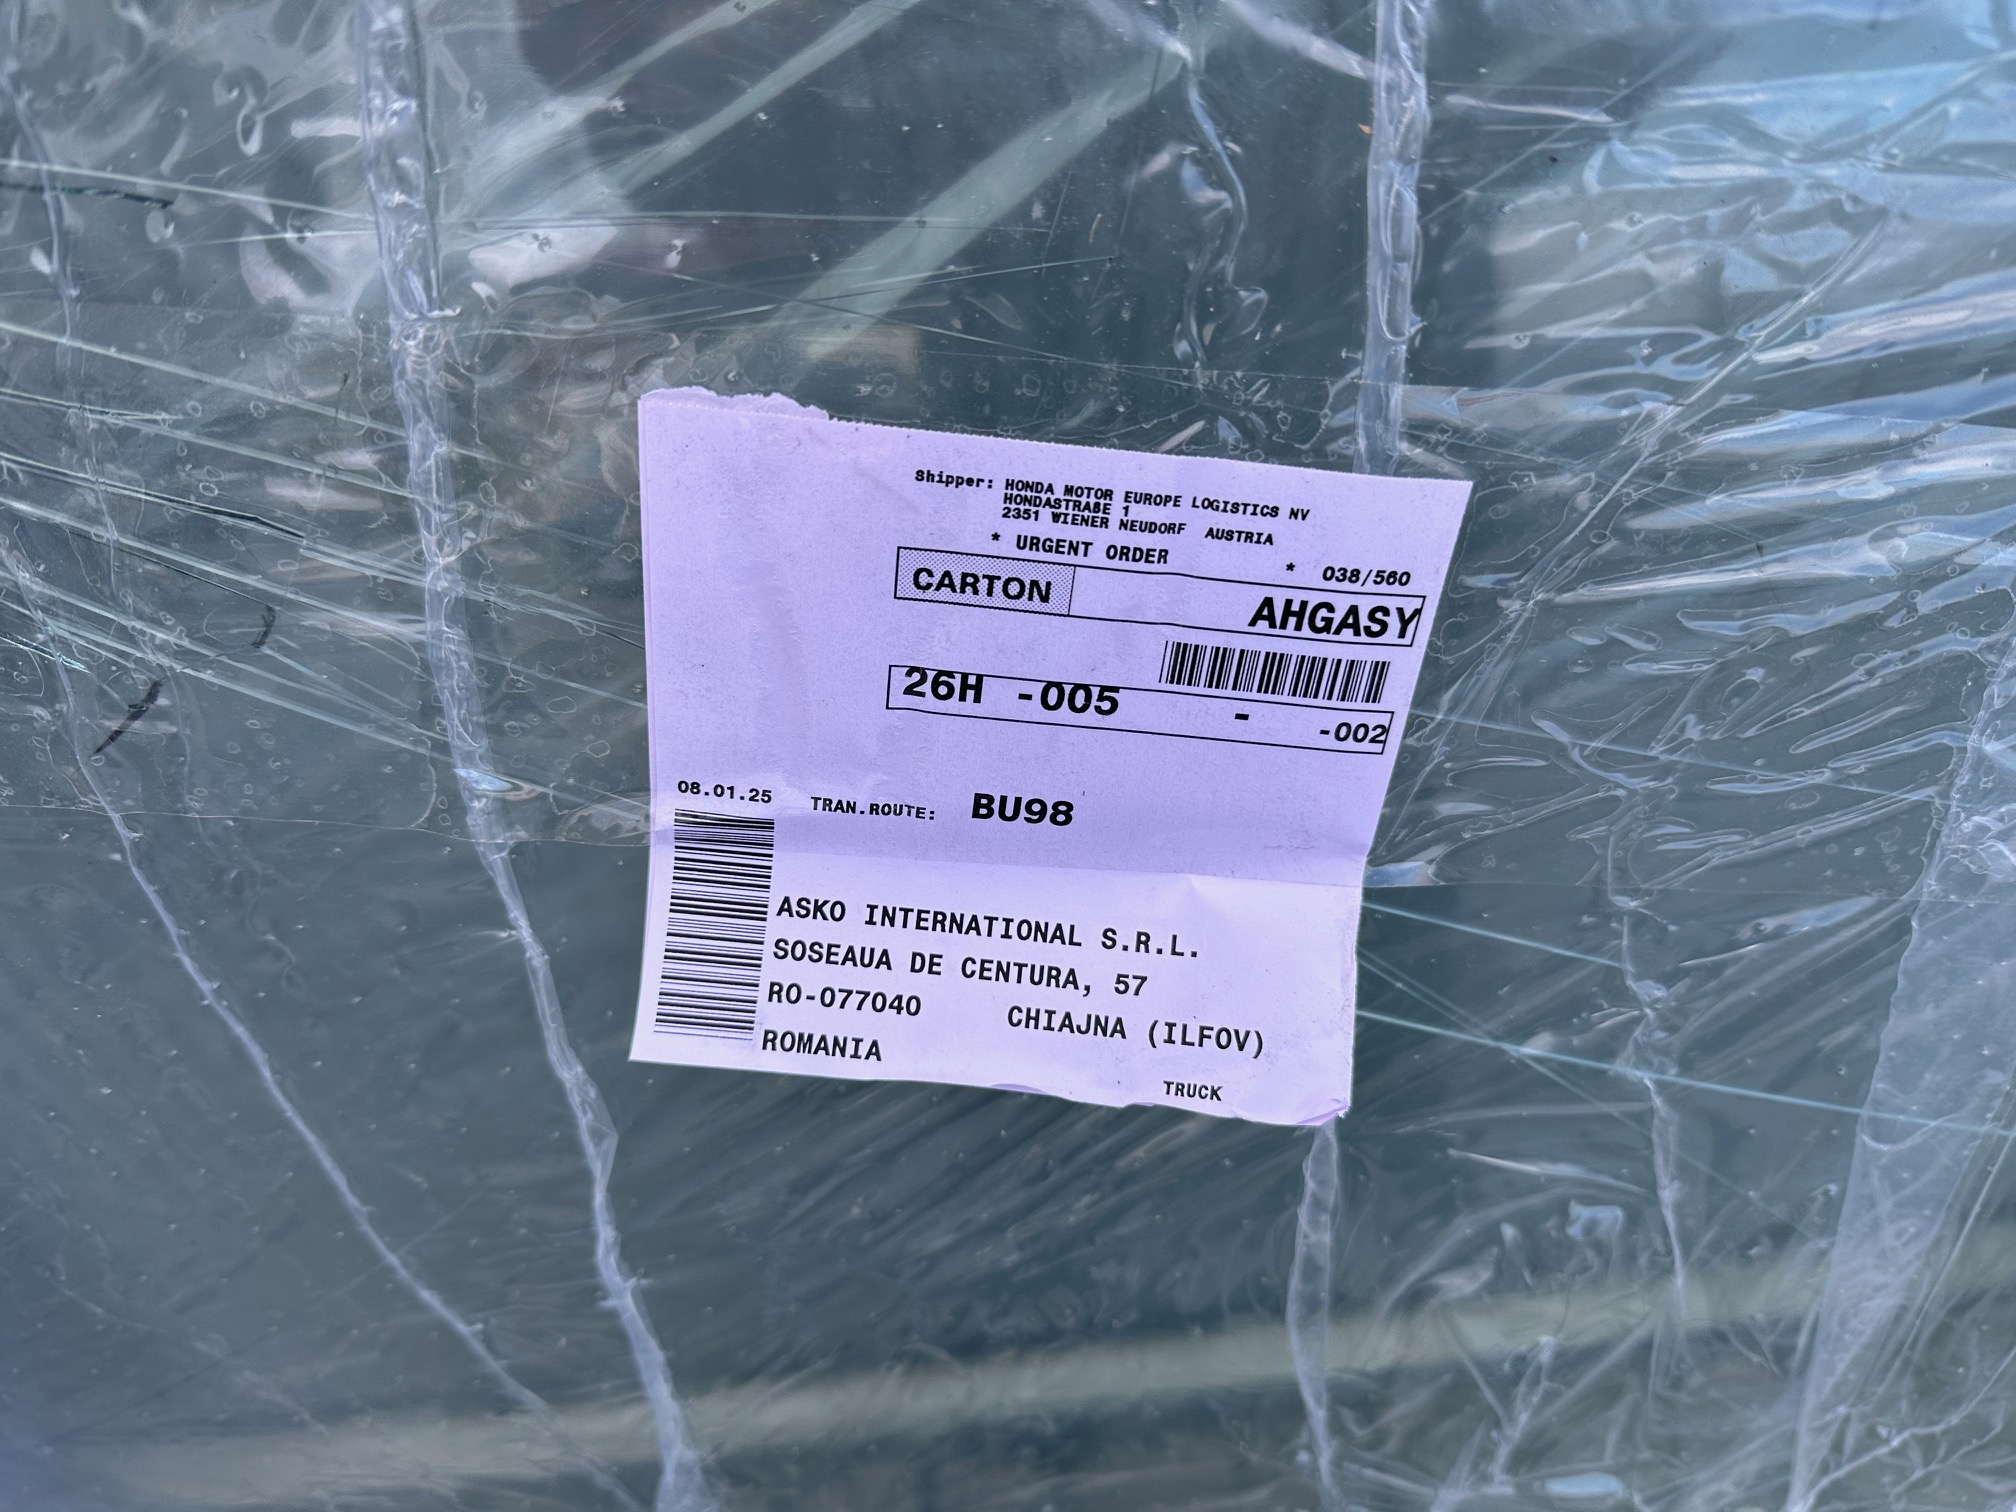 Shipper: HONDA MOTOR EUROPE LOGISTICS NV
HONDASTRAßE 1
2351 WIENER NEUDORF AUSTRIA
* URGENT ORDER * 038/560
CARTON AHGASY
26H -005 - -002
08.01.25 TRAN.ROUTE: BU98
ASKO INTERNATIONAL S.R.L.
SOSEAUA DE CENTURA, 57
RO-077040 CHIAJNA (ILFOV)
ROMANIA
TRUCK